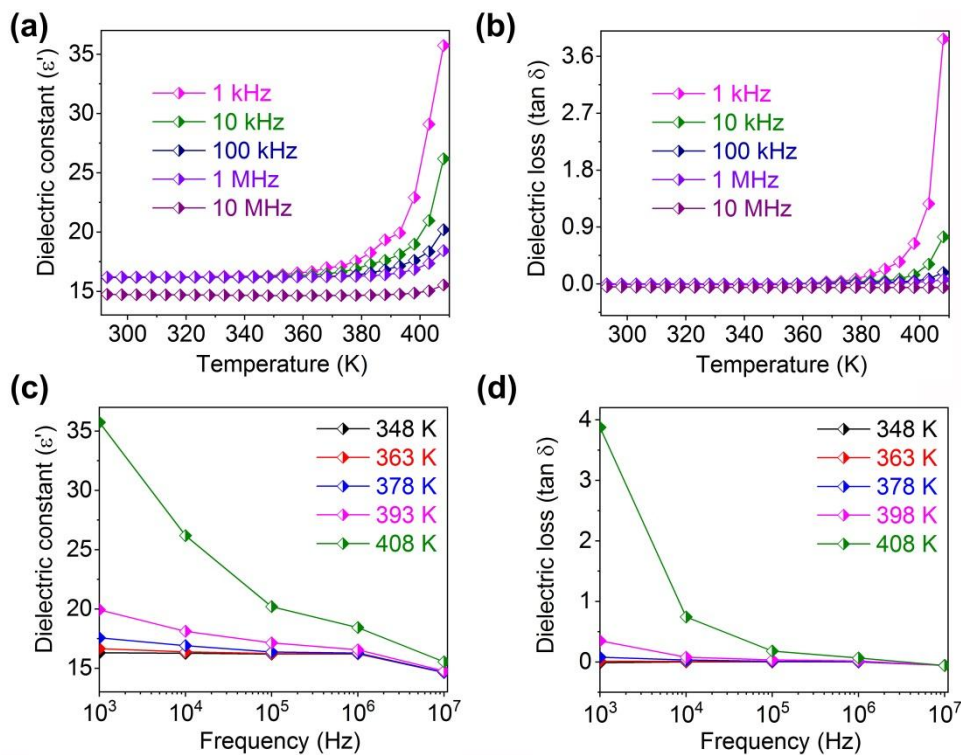 (a)
Dielectric constant (ε')
35
30
25
20
15
1 kHz
10 kHz
100 kHz
1 MHz
10 MHz
300 320 340 360 380 400
Temperature (K)
(b)
Dielectric loss (tan δ)
3.6
2.7
1.8
0.9
0.0
1 kHz
10 kHz
100 kHz
1 MHz
10 MHz
300 320 340 360 380 400
Temperature (K)
(c)
Dielectric constant (ε')
35
30
25
20
15
348 K
363 K
378 K
393 K
408 K
10³ 10⁴ 10⁵ 10⁶ 10⁷
Frequency (Hz)
(d)
Dielectric loss (tan δ)
4
3
2
1
0
348 K
363 K
378 K
398 K
408 K
10³ 10⁴ 10⁵ 10⁶ 10⁷
Frequency (Hz)